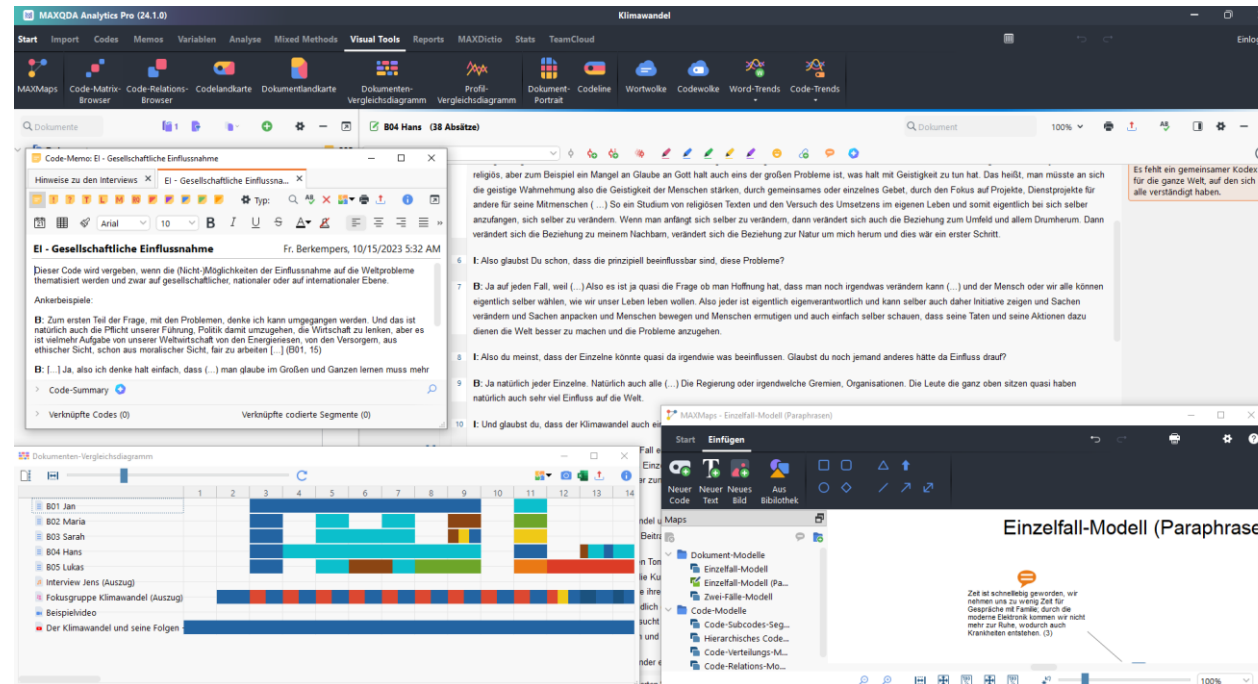 MAXQDA Analytics Pro (24.1.0)
Klimawandel
Start Import Codes Memos Variablen Analyse Mixed Methods Visual Tools Reports MAXDictio Stats TeamCloud
Einlog
MAXMaps
Code-Matrix-Browser
Code-Relations-Browser
Codelandkarte
Dokumentlandkarte
Dokumenten-Vergleichsdiagramm
Profil-Vergleichsdiagramm
Dokument-Portrait
Codeline
Wortwolke
Codewolke
Word-Trends
Code-Trends
Dokumente
1
B04 Hans (38 Absätze)
Dokument
100%
Code-Memo: EI - Gesellschaftliche Einflussnahme
Hinweise zu den Interviews
EI - Gesellschaftliche Einflussna...
Typ:
Arial 10 B I U S A
EI - Gesellschaftliche Einflussnahme
Fr. Berkempers, 10/15/2023 5:32 AM
Dieser Code wird vergeben, wenn die (Nicht-)Möglichkeiten der Einflussnahme auf die Weltprobleme
thematisiert werden und zwar auf gesellschaftlicher, nationaler oder auf internationaler Ebene.
Ankerbeispiele:
B: Zum ersten Teil der Frage, mit den Problemen, denke ich kann umgegangen werden. Und das ist
natürlich auch die Pflicht unserer Führung, Politik damit umzugehen, die Wirtschaft zu lenken, aber es
ist vielmehr Aufgabe von unserer Weltwirtschaft von den Energieriesen, von den Versorgern, aus
ethischer Sicht, schon aus moralischer Sicht, fair zu arbeiten [...] (B01, 15)
B: [...] Ja, also ich denke halt einfach, dass (...) man glaube im Großen und Ganzen lernen muss mehr
Code-Summary
Verknüpfte Codes (0)
Verknüpfte codierte Segmente (0)
religiös, aber zum Beispiel ein Mangel an Glaube an Gott halt auch eins der großen Probleme ist, was halt mit Geistigkeit zu tun hat. Das heißt, man müsste an sich
die geistige Wahrnehmung also die Geistigkeit der Menschen stärken, durch gemeinsames oder einzelnes Gebet, durch den Fokus auf Projekte, Dienstprojekte für
andere für seine Mitmenschen (...) So ein Studium von religiösen Texten und den Versuch des Umsetzens im eigenen Leben und somit eigentlich bei sich selber
anzufangen, sich selber zu verändern. Wenn man anfängt sich selber zu verändern, dann verändert sich auch die Beziehung zum Umfeld und allem Drumherum. Dann
verändert sich die Beziehung zu meinem Nachbarn, verändert sich die Beziehung zur Natur um mich herum und dies wär ein erster Schritt.
6 I: Also glaubst Du schon, dass die prinzipiell beeinflussbar sind, diese Probleme?
7 B: Ja auf jeden Fall, weil (...) Also es ist ja quasi die Frage ob man Hoffnung hat, dass man noch irgendwas verändern kann (...) und der Mensch oder wir alle können
eigentlich selber wählen, wie wir unser Leben leben wollen. Also jeder ist eigentlich eigenverantwortlich und kann selber auch daher Initiative zeigen und Sachen
verändern und Sachen anpacken und Menschen bewegen und Menschen ermutigen und auch einfach selber schauen, dass seine Taten und seine Aktionen dazu
dienen die Welt besser zu machen und die Probleme anzugehen.
8 I: Also du meinst, dass der Einzelne könnte quasi da irgendwie was beeinflussen. Glaubst du noch jemand anderes hätte da Einfluss drauf?
9 B: Ja natürlich jeder Einzelne. Natürlich auch alle (...) Die Regierung oder irgendwelche Gremien, Organisationen. Die Leute die ganz oben sitzen quasi haben
natürlich auch sehr viel Einfluss auf die Welt.
10 I: Und glaubst du, dass der Klimawandel auch ein
Es fehlt ein gemeinsamer Kodex
für die ganze Welt, auf den sich
alle verständigt haben.
Dokumenten-Vergleichsdiagramm
1 2 3 4 5 6 7 8 9 10 11 12 13 14
B01 Jan
B02 Maria
B03 Sarah
B04 Hans
B05 Lukas
Interview Jens (Auszug)
Fokusgruppe Klimawandel (Auszug)
Beispielvideo
Der Klimawandel und seine Folgen -
MAXMaps - Einzelfall-Modell (Paraphrasen)
Start Einfügen
Neuer Code
Neuer Text
Neues Bild
Aus Bibliothek
Maps
Dokument-Modelle
Einzelfall-Modell
Einzelfall-Modell (Pa...
Zwei-Fälle-Modell
Code-Modelle
Code-Subcodes-Seg...
Hierarchisches Code...
Code-Verteilungs-M...
Code-Relations-Mo...
Einzelfall-Modell (Paraphrase
Zeit ist schnelllebig geworden, wir
nehmen uns zu wenig Zeit für
Gespräche mit Familie; durch die
moderne Elektronik kommen wir nicht
mehr zur Ruhe, wodurch auch
Krankheiten entstehen. (3)
100%